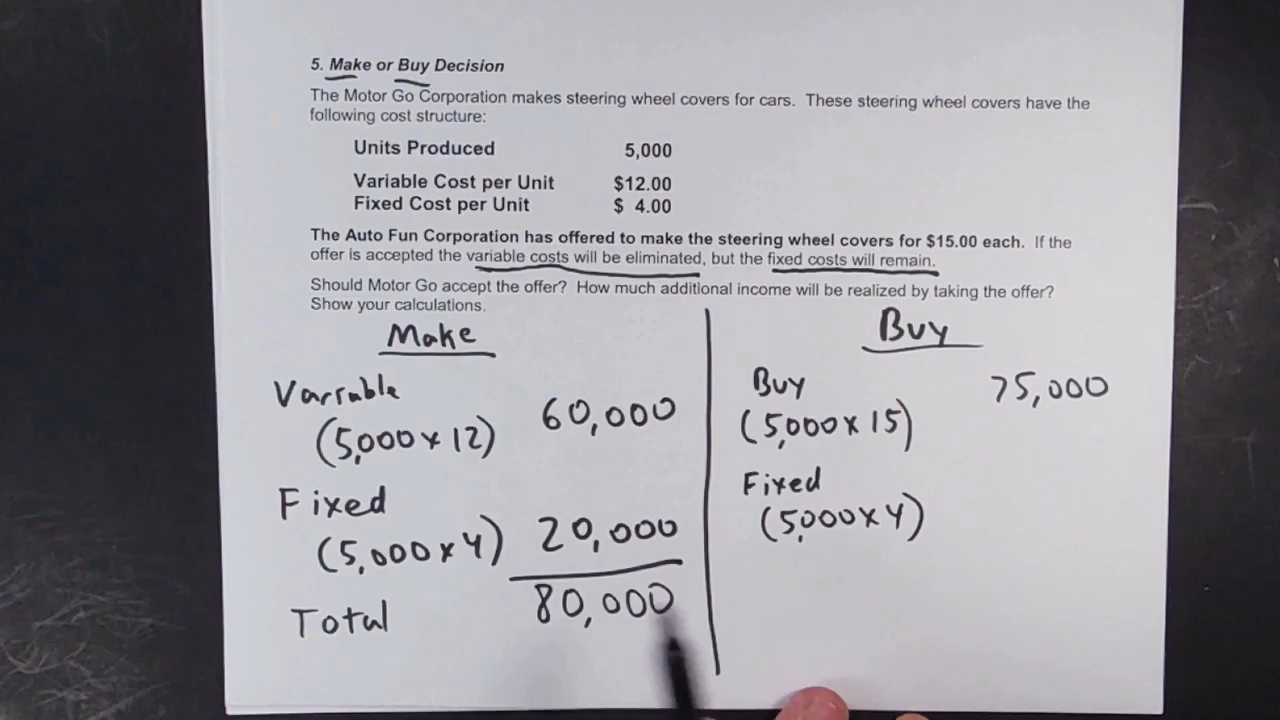 5. Make or Buy Decision
The Motor Go Corporation makes steering wheel covers for cars. These steering wheel covers have the
following cost structure:
Units Produced 5,000
Variable Cost per Unit $12.00
Fixed Cost per Unit $ 4.00
The Auto Fun Corporation has offered to make the steering wheel covers for $15.00 each. If the
offer is accepted the variable costs will be eliminated, but the fixed costs will remain.
Should Motor Go accept the offer? How much additional income will be realized by taking the offer?
Show your calculations.
Make
Variable
(5,000 x 12) 60,000
Fixed
(5,000 x 4) 20,000
Total 80,000
Buy
Buy 75,000
(5,000 x 15)
Fixed
(5,000 x 4)